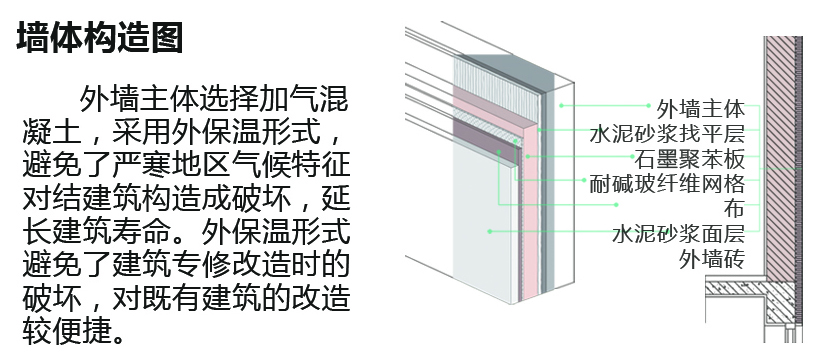 墙体构造图
外墙主体选择加气混
凝土，采用外保温形式，
避免了严寒地区气候特征
对结建筑构造成破坏，延
长建筑寿命。外保温形式
避免了建筑专修改造时的
破坏，对既有建筑的改造
较便捷。
外墙主体
水泥砂浆找平层
石墨聚苯板
耐碱玻纤维网格
布
水泥砂浆面层
外墙砖